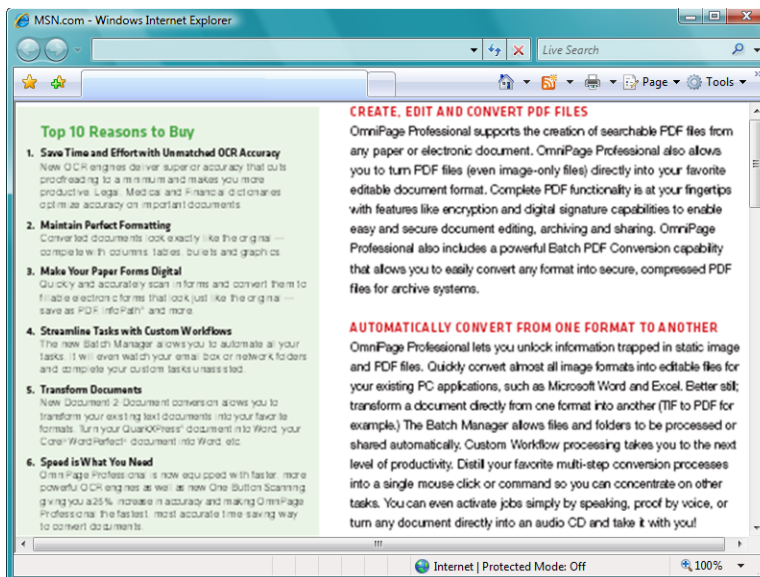 MSN.com - Windows Internet Explorer
Live Search
Page
Tools
Top 10 Reasons to Buy
1. Save Time and Effort with Unmatched OCR Accuracy
New OCR engines deliver superior accuracy that cuts
proofreading to a minimum and makes you more
productive. Legal, Medical and Financial dictionaries
optimize accuracy on important documents
2. Maintain Perfect Formatting
Converted documents look exactly like the original —
complete with columns, tables, bullets and graphics.
3. Make Your Paper Forms Digital
Quickly and accurately scan in forms and convert them to
fillable electronic forms that look just like the original —
save as PDF, InfoPath® and more.
4. Streamline Tasks with Custom Workflows
The new Batch Manager allows you to automate all your
tasks. It will even watch your email box or network folders
and complete your custom tasks unassisted.
5. Transform Documents
New Document-2-Document conversion allows you to
transform your existing text documents into your favorite
formats. Turn your QuarkXPress® document into Word, your
Corel® WordPerfect® document into Word, etc.
6. Speed is What You Need
OmniPage Professional is now equipped with faster, more
powerful OCR engines as well as new One Button Scanning
giving you a 25% increase in accuracy and making OmniPage
Professional the fastest, most accurate time saving way
to convert documents.
CREATE, EDIT AND CONVERT PDF FILES
OmniPage Professional supports the creation of searchable PDF files from
any paper or electronic document. OmniPage Professional also allows
you to turn PDF files (even image-only files) directly into your favorite
editable document format. Complete PDF functionality is at your fingertips
with features like encryption and digital signature capabilities to enable
easy and secure document editing, archiving and sharing. OmniPage
Professional also includes a powerful Batch PDF Conversion capability
that allows you to easily convert any format into secure, compressed PDF
files for archive systems.
AUTOMATICALLY CONVERT FROM ONE FORMAT TO ANOTHER
OmniPage Professional lets you unlock information trapped in static image
and PDF files. Quickly convert almost all image formats into editable files for
your existing PC applications, such as Microsoft Word and Excel. Better still;
transform a document directly from one format into another (TIF to PDF for
example.) The Batch Manager allows files and folders to be processed or
shared automatically. Custom Workflow processing takes you to the next
level of productivity. Distill your favorite multi-step conversion processes
into a single mouse click or command so you can concentrate on other
tasks. You can even activate jobs simply by speaking, proof by voice, or
turn any document directly into an audio CD and take it with you!
Internet | Protected Mode: Off
100%